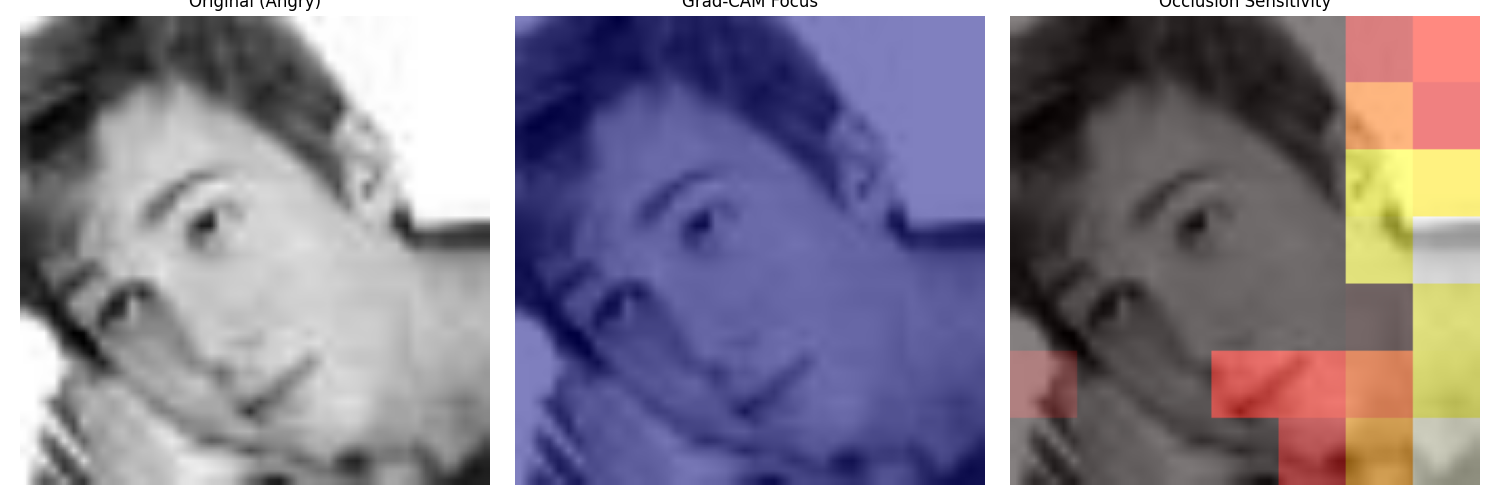 Original (Angry)
Grad-CAM Focus
Occlusion Sensitivity